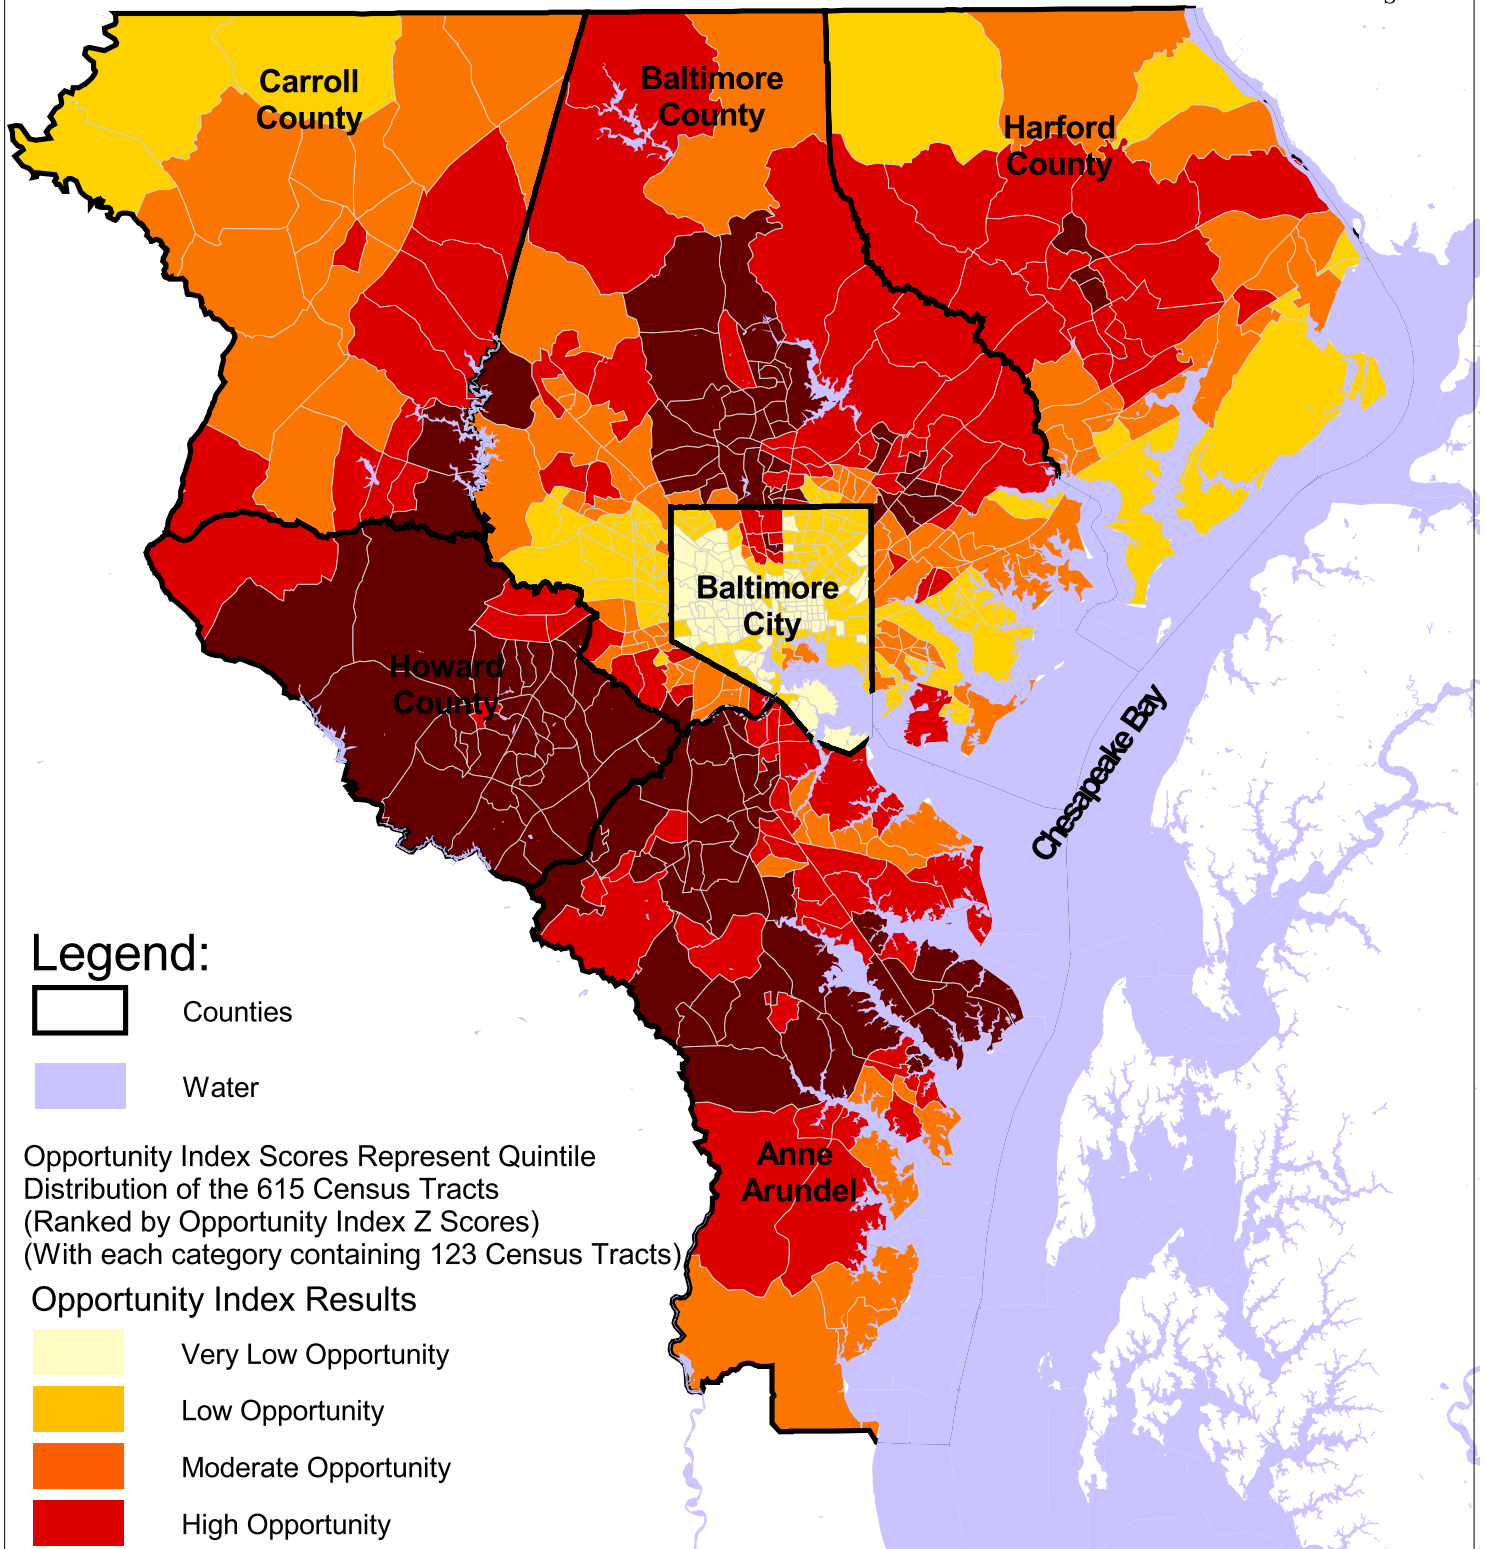 Carroll
County
Baltimore
County
Harford
County
Baltimore
City
Howard
County
Chesapeake Bay
Anne
Arundel
Legend:
Counties
Water
Opportunity Index Scores Represent Quintile
Distribution of the 615 Census Tracts
(Ranked by Opportunity Index Z Scores)
(With each category containing 123 Census Tracts)
Opportunity Index Results
Very Low Opportunity
Low Opportunity
Moderate Opportunity
High Opportunity